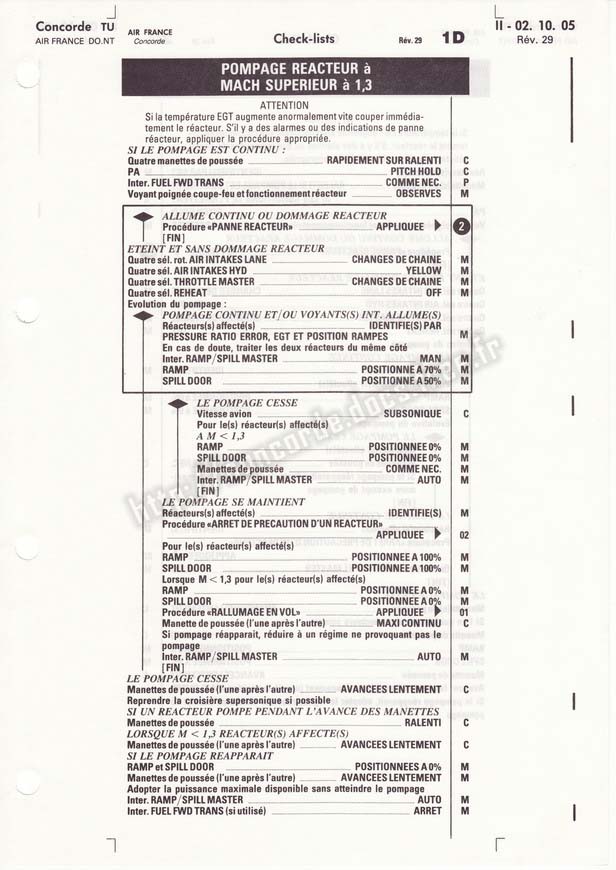 Concorde TU
AIR FRANCE DO.NT
AIR FRANCE
Concorde
Check-lists
Rév. 29
1D
II - 02. 10. 05
Rév. 29
POMPAGE REACTEUR à
MACH SUPERIEUR à 1,3
ATTENTION
Si la température EGT augmente anormalement vite couper immédia-
tement le réacteur. S'il y a des alarmes ou des indications de panne
réacteur, appliquer la procédure appropriée.
SI LE POMPAGE EST CONTINU :
Quatre manettes de poussée RAPIDEMENT SUR RALENTI C
PA PITCH HOLD C
Inter. FUEL FWD TRANS COMME NEC. P
Voyant poignée coupe-feu et fonctionnement réacteur OBSERVES M
ALLUME CONTINU OU DOMMAGE REACTEUR
Procédure «PANNE REACTEUR» APPLIQUEE 2
[FIN]
ETEINT ET SANS DOMMAGE REACTEUR
Quatre sél. rot. AIR INTAKES LANE CHANGES DE CHAINE M
Quatre sél. AIR INTAKES HYD YELLOW M
Quatre sél. THROTTLE MASTER CHANGES DE CHAINE M
Quatre sél. REHEAT OFF M
Evolution du pompage :
POMPAGE CONTINU ET/OU VOYANTS(S) INT. ALLUME(S)
Réacteurs(s) affecté(s) IDENTIFIE(S) PAR
PRESSURE RATIO ERROR, EGT ET POSITION RAMPES M
En cas de doute, traiter les deux réacteurs du même côté
Inter. RAMP/SPILL MASTER MAN M
RAMP POSITIONNE A 70% M
SPILL DOOR POSITIONNE A 50% M
LE POMPAGE CESSE
Vitesse avion SUBSONIQUE C
Pour le(s) réacteur(s) affecté(s)
A M < 1,3
RAMP POSITIONNEE 0% M
SPILL DOOR POSITIONNEE 0% M
Manettes de poussée COMME NEC. M
Inter. RAMP/SPILL MASTER AUTO M
[FIN]
LE POMPAGE SE MAINTIENT
Réacteurs(s) affecté(s) IDENTIFIE(S) M
Procédure «ARRET DE PRECAUTION D'UN REACTEUR»
APPLIQUEE 02
Pour le(s) réacteur(s) affecté(s)
RAMP POSITIONNEE A 100% M
SPILL DOOR POSITIONNEE A 100% M
Lorsque M < 1,3 pour le(s) réacteur(s) affecté(s)
RAMP POSITIONNEE A 0% M
SPILL DOOR POSITIONNEE A 0% M
Procédure «RALLUMAGE EN VOL» APPLIQUEE 01
Manette de poussée (l'une après l'autre) MAXI CONTINU C
Si pompage réapparait, réduire à un régime ne provoquant pas le
pompage
Inter. RAMP/SPILL MASTER AUTO M
[FIN]
LE POMPAGE CESSE
Manettes de poussée (l'une après l'autre) AVANCEES LENTEMENT C
Reprendre la croisière supersonique si possible
SI UN REACTEUR POMPE PENDANT L'AVANCE DES MANETTES
Manettes de poussée RALENTI C
LORSQUE M < 1,3 REACTEUR(S) AFFECTE(S)
Manettes de poussée (l'une après l'autre) AVANCEES LENTEMENT C
SI LE POMPAGE REAPPARAIT
RAMP et SPILL DOOR POSITIONNEES A 0% M
Manettes de poussée (l'une après l'autre) AVANCEES LENTEMENT M
Adopter la puissance maximale disponible sans atteindre le pompage
Inter. RAMP/SPILL MASTER AUTO M
Inter. FUEL FWD TRANS (si utilisé) ARRET M